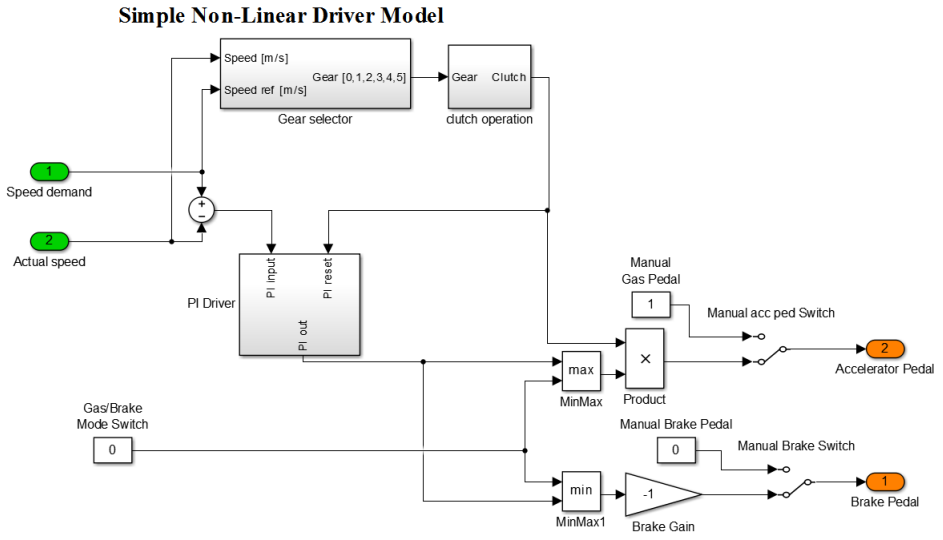 Simple Non-Linear Driver Model
Speed [m/s]
Gear [0,1,2,3,4,5]
Speed ref [m/s]
Gear selector
Gear
Clutch
clutch operation
1
Speed demand
+
−
2
Actual speed
PI input
PI reset
PI out
PI Driver
Manual
Gas Pedal
1
Manual acc ped Switch
2
Accelerator Pedal
max
MinMax
×
Product
Gas/Brake
Mode Switch
0
Manual Brake Pedal
0
Manual Brake Switch
1
Brake Pedal
min
MinMax1
-1
Brake Gain